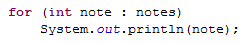 for (int note : notes)
    System.out.println(note);